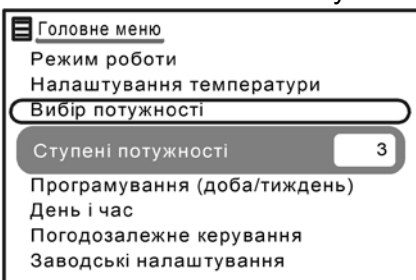 Головне меню
Режим роботи
Налаштування температури
Вибір потужності
Ступені потужності 3
Програмування (доба/тиждень)
День і час
Погодозалежне керування
Заводські налаштування